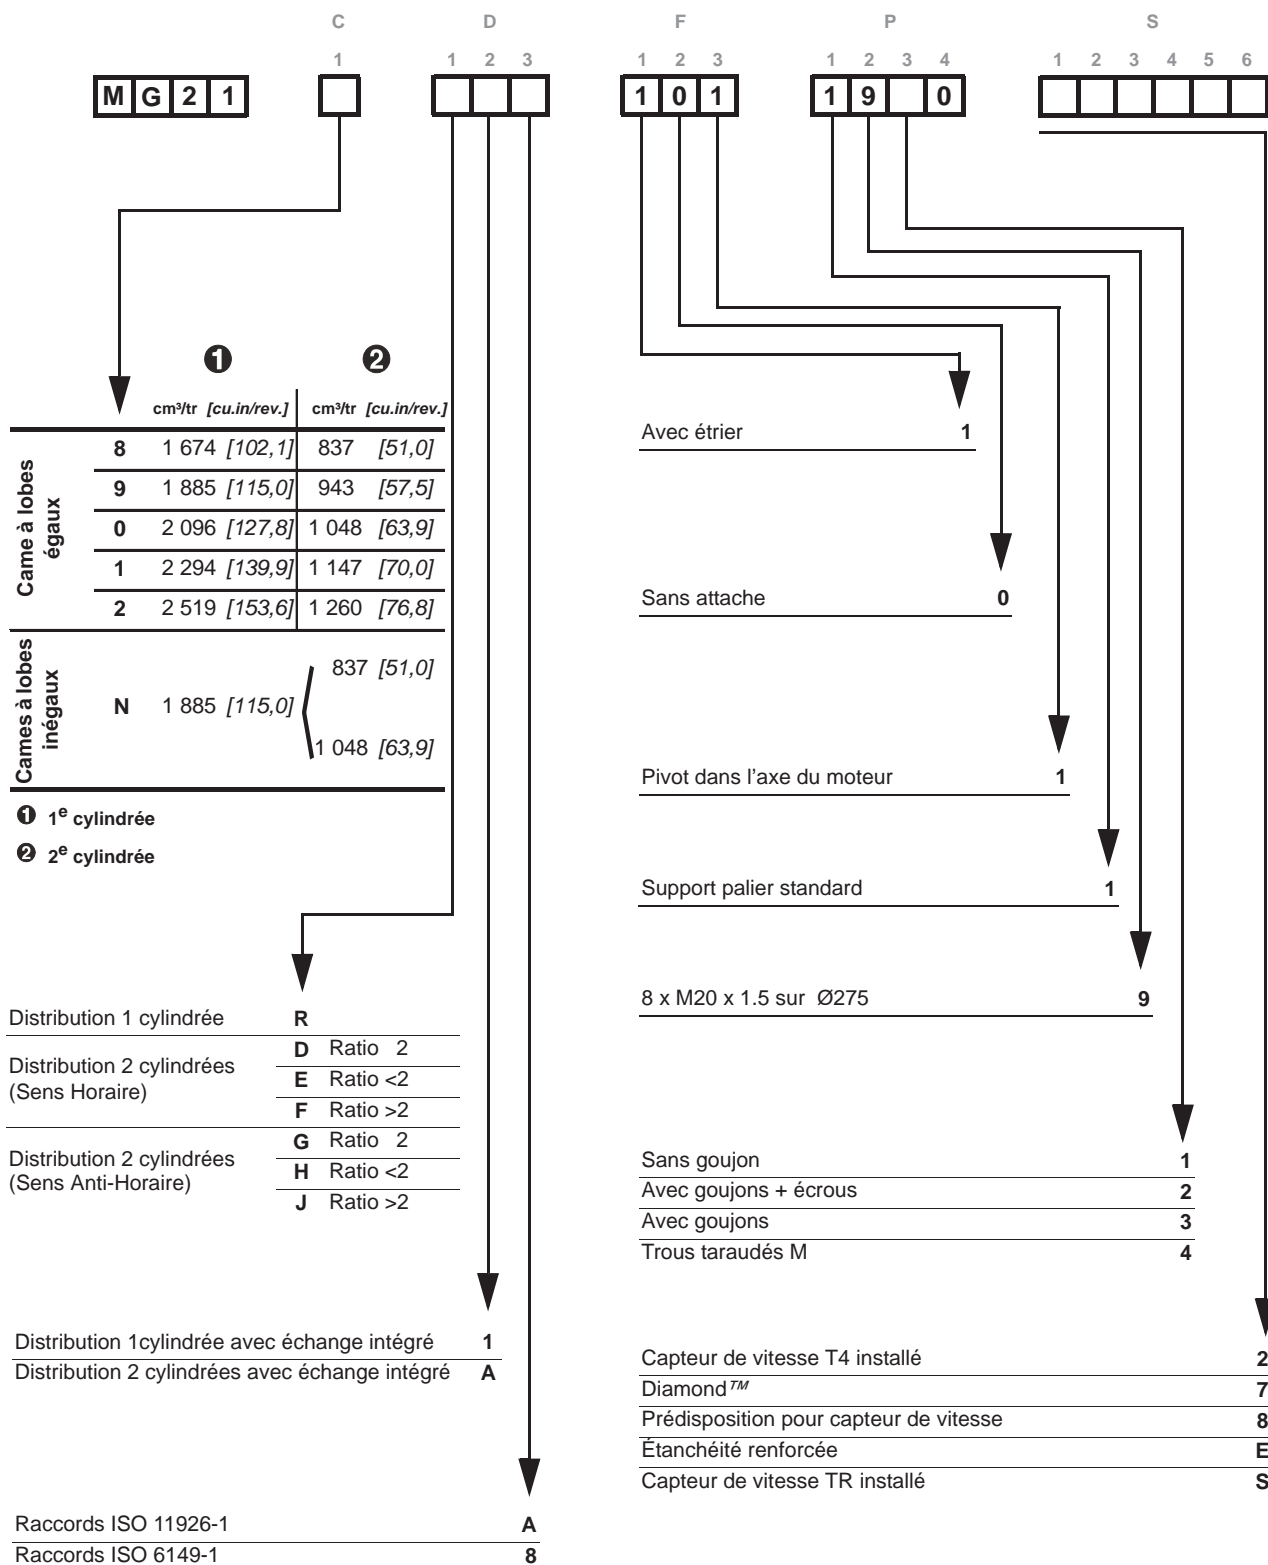 C D F P S
1 1 2 3 1 2 3 1 2 3 4 1 2 3 4 5 6
M G 2 1 1 0 1 1 9 0
❶ ❷
cm³/tr [cu.in/rev.] cm³/tr [cu.in/rev.]
Came à lobes
égaux
8 1 674 [102,1] 837 [51,0]
9 1 885 [115,0] 943 [57,5]
0 2 096 [127,8] 1 048 [63,9]
1 2 294 [139,9] 1 147 [70,0]
2 2 519 [153,6] 1 260 [76,8]
Cames à lobes
inégaux
837 [51,0]
N 1 885 [115,0]
1 048 [63,9]
❶ 1e cylindrée
❷ 2e cylindrée
Distribution 1 cylindrée R
Distribution 2 cylindrées
(Sens Horaire)
D Ratio 2
E Ratio <2
F Ratio >2
Distribution 2 cylindrées
(Sens Anti-Horaire)
G Ratio 2
H Ratio <2
J Ratio >2
Distribution 1cylindrée avec échange intégré 1
Distribution 2 cylindrées avec échange intégré A
Raccords ISO 11926-1 A
Raccords ISO 6149-1 8
Avec étrier 1
Sans attache 0
Pivot dans l'axe du moteur 1
Support palier standard 1
8 x M20 x 1.5 sur Ø275 9
Sans goujon 1
Avec goujons + écrous 2
Avec goujons 3
Trous taraudés M 4
Capteur de vitesse T4 installé 2
Diamond™ 7
Prédisposition pour capteur de vitesse 8
Étanchéité renforcée E
Capteur de vitesse TR installé S